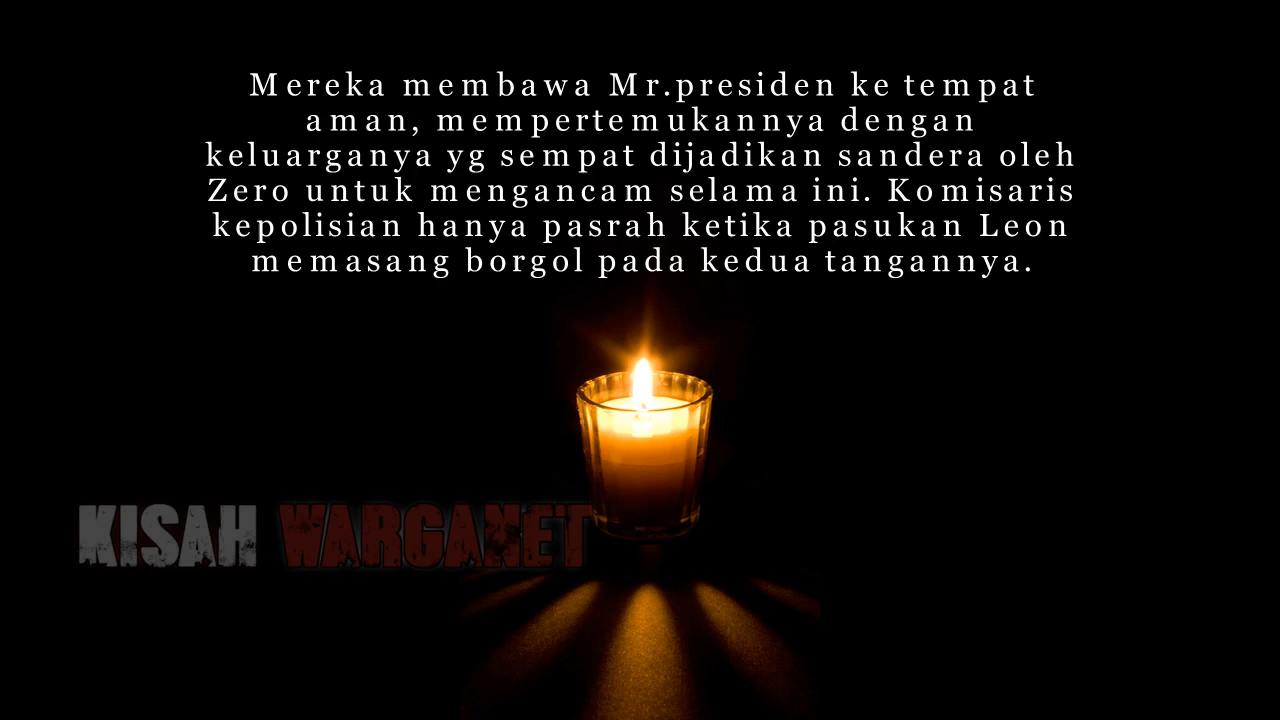 Mereka membawa Mr.presiden ke tempat
aman, mempertemukannya dengan
keluarganya yg sempat dijadikan sandera oleh
Zero untuk mengancam selama ini. Komisaris
kepolisian hanya pasrah ketika pasukan Leon
memasang borgol pada kedua tangannya.
KISAH WARGANET